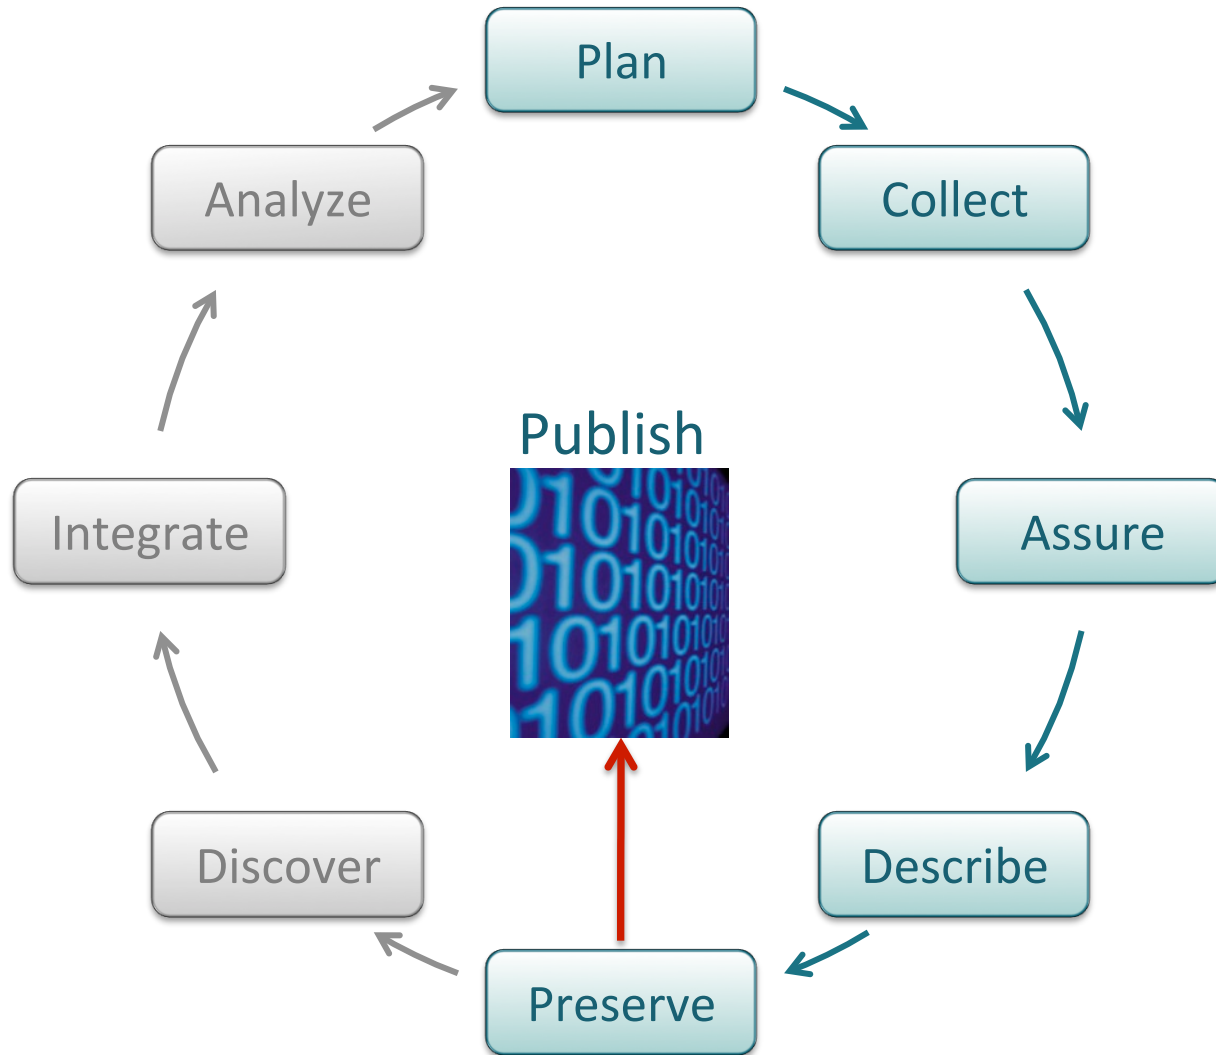 Plan
Collect
Assure
Describe
Preserve
Discover
Integrate
Analyze
Publish